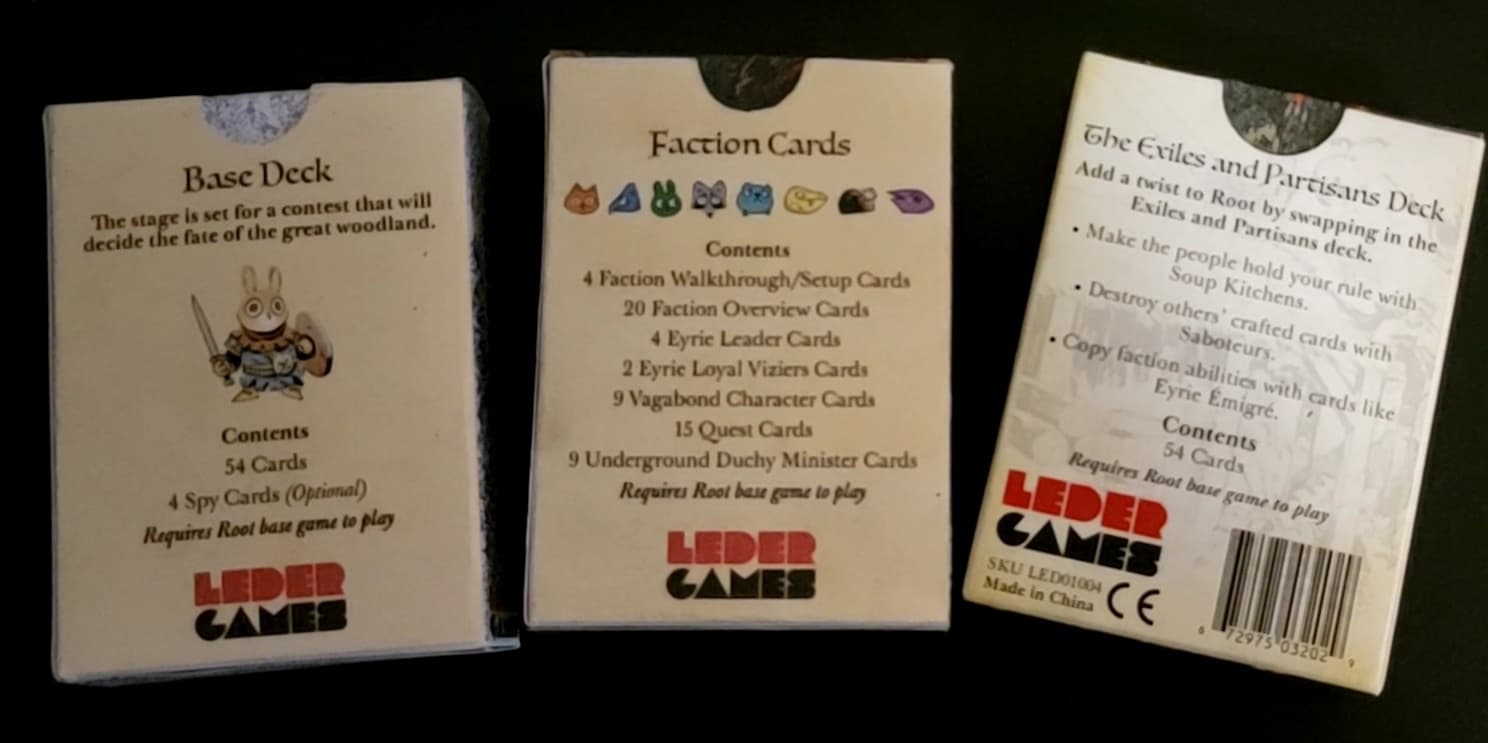 Base Deck
The stage is set for a contest that will
decide the fate of the great woodland.
Contents
54 Cards
4 Spy Cards (Optional)
Requires Root base game to play
LEDER
GAMES
Faction Cards
Contents
4 Faction Walkthrough/Setup Cards
20 Faction Overview Cards
4 Eyrie Leader Cards
2 Eyrie Loyal Viziers Cards
9 Vagabond Character Cards
15 Quest Cards
9 Underground Duchy Minister Cards
Requires Root base game to play
LEDER
GAMES
The Exiles and Partisans Deck
Add a twist to Root by swapping in the
Exiles and Partisans deck.
• Make the people hold your rule with
Soup Kitchens.
• Destroy others' crafted cards with
Saboteurs.
• Copy faction abilities with cards like
Eyrie Émigré.
Contents
54 Cards
Requires Root base game to play
LEDER
GAMES
SKU LED01004
Made in China CE
6 72975 03202 9